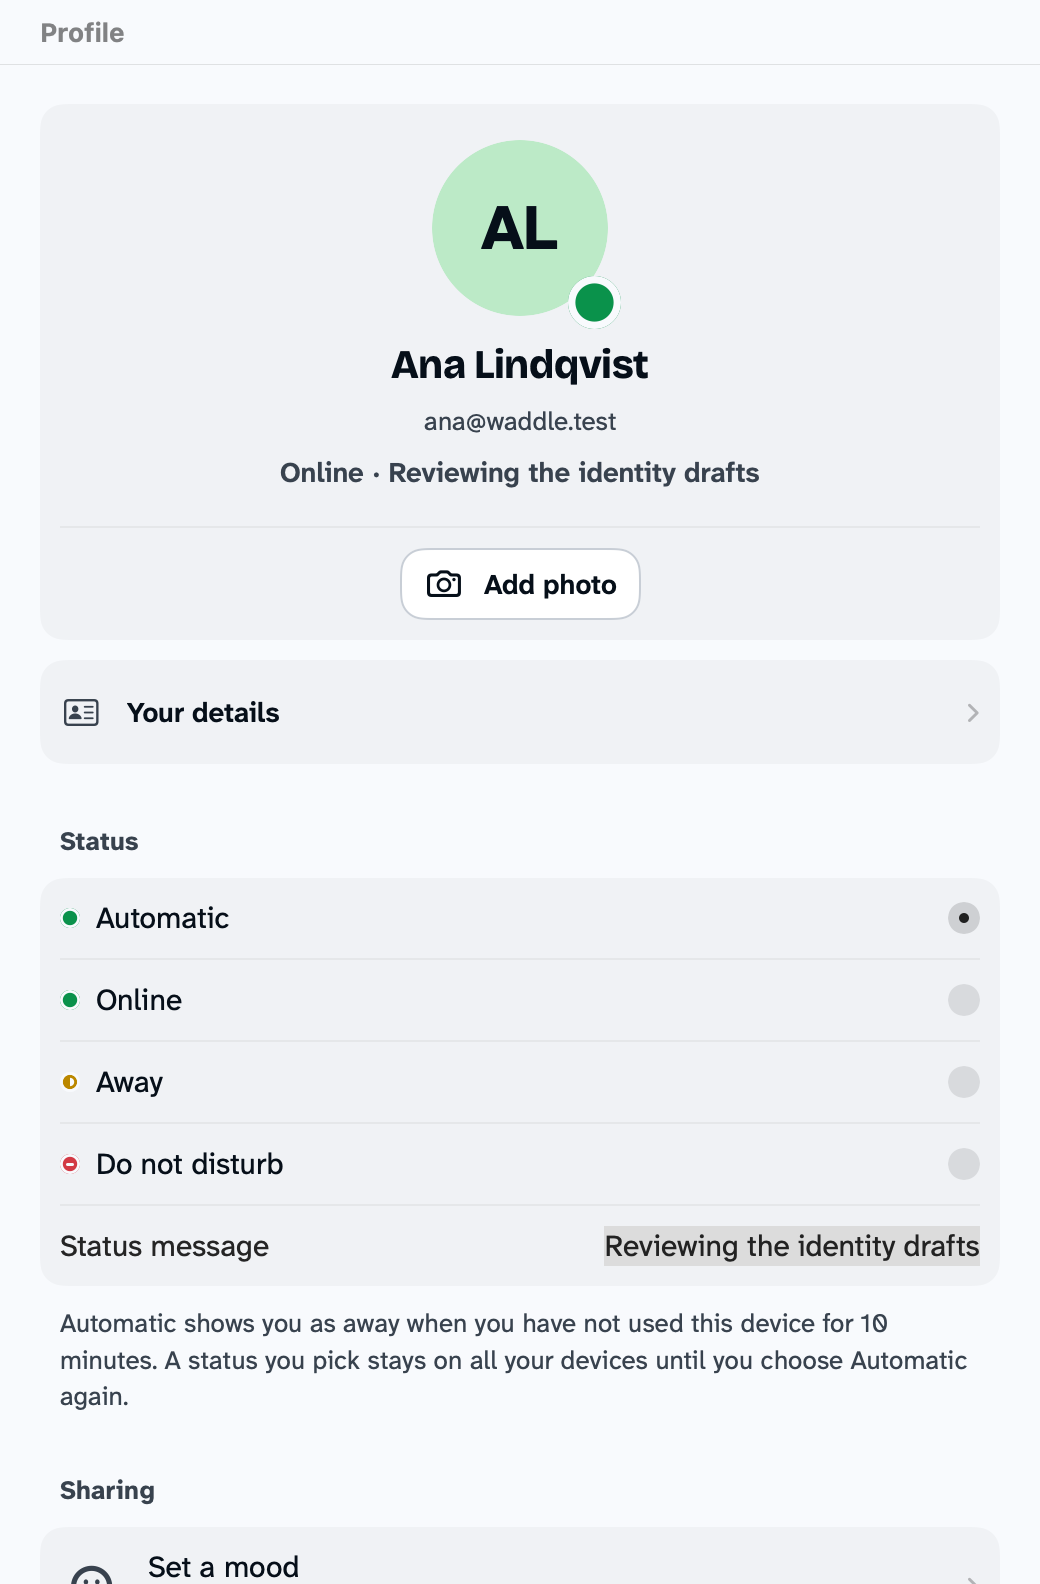 Profile
AL
Ana Lindqvist
ana@waddle.test
Online · Reviewing the identity drafts
Add photo
Your details
Status
Automatic
Online
Away
Do not disturb
Status message Reviewing the identity drafts
Automatic shows you as away when you have not used this device for 10
minutes. A status you pick stays on all your devices until you choose Automatic
again.
Sharing
Set a mood